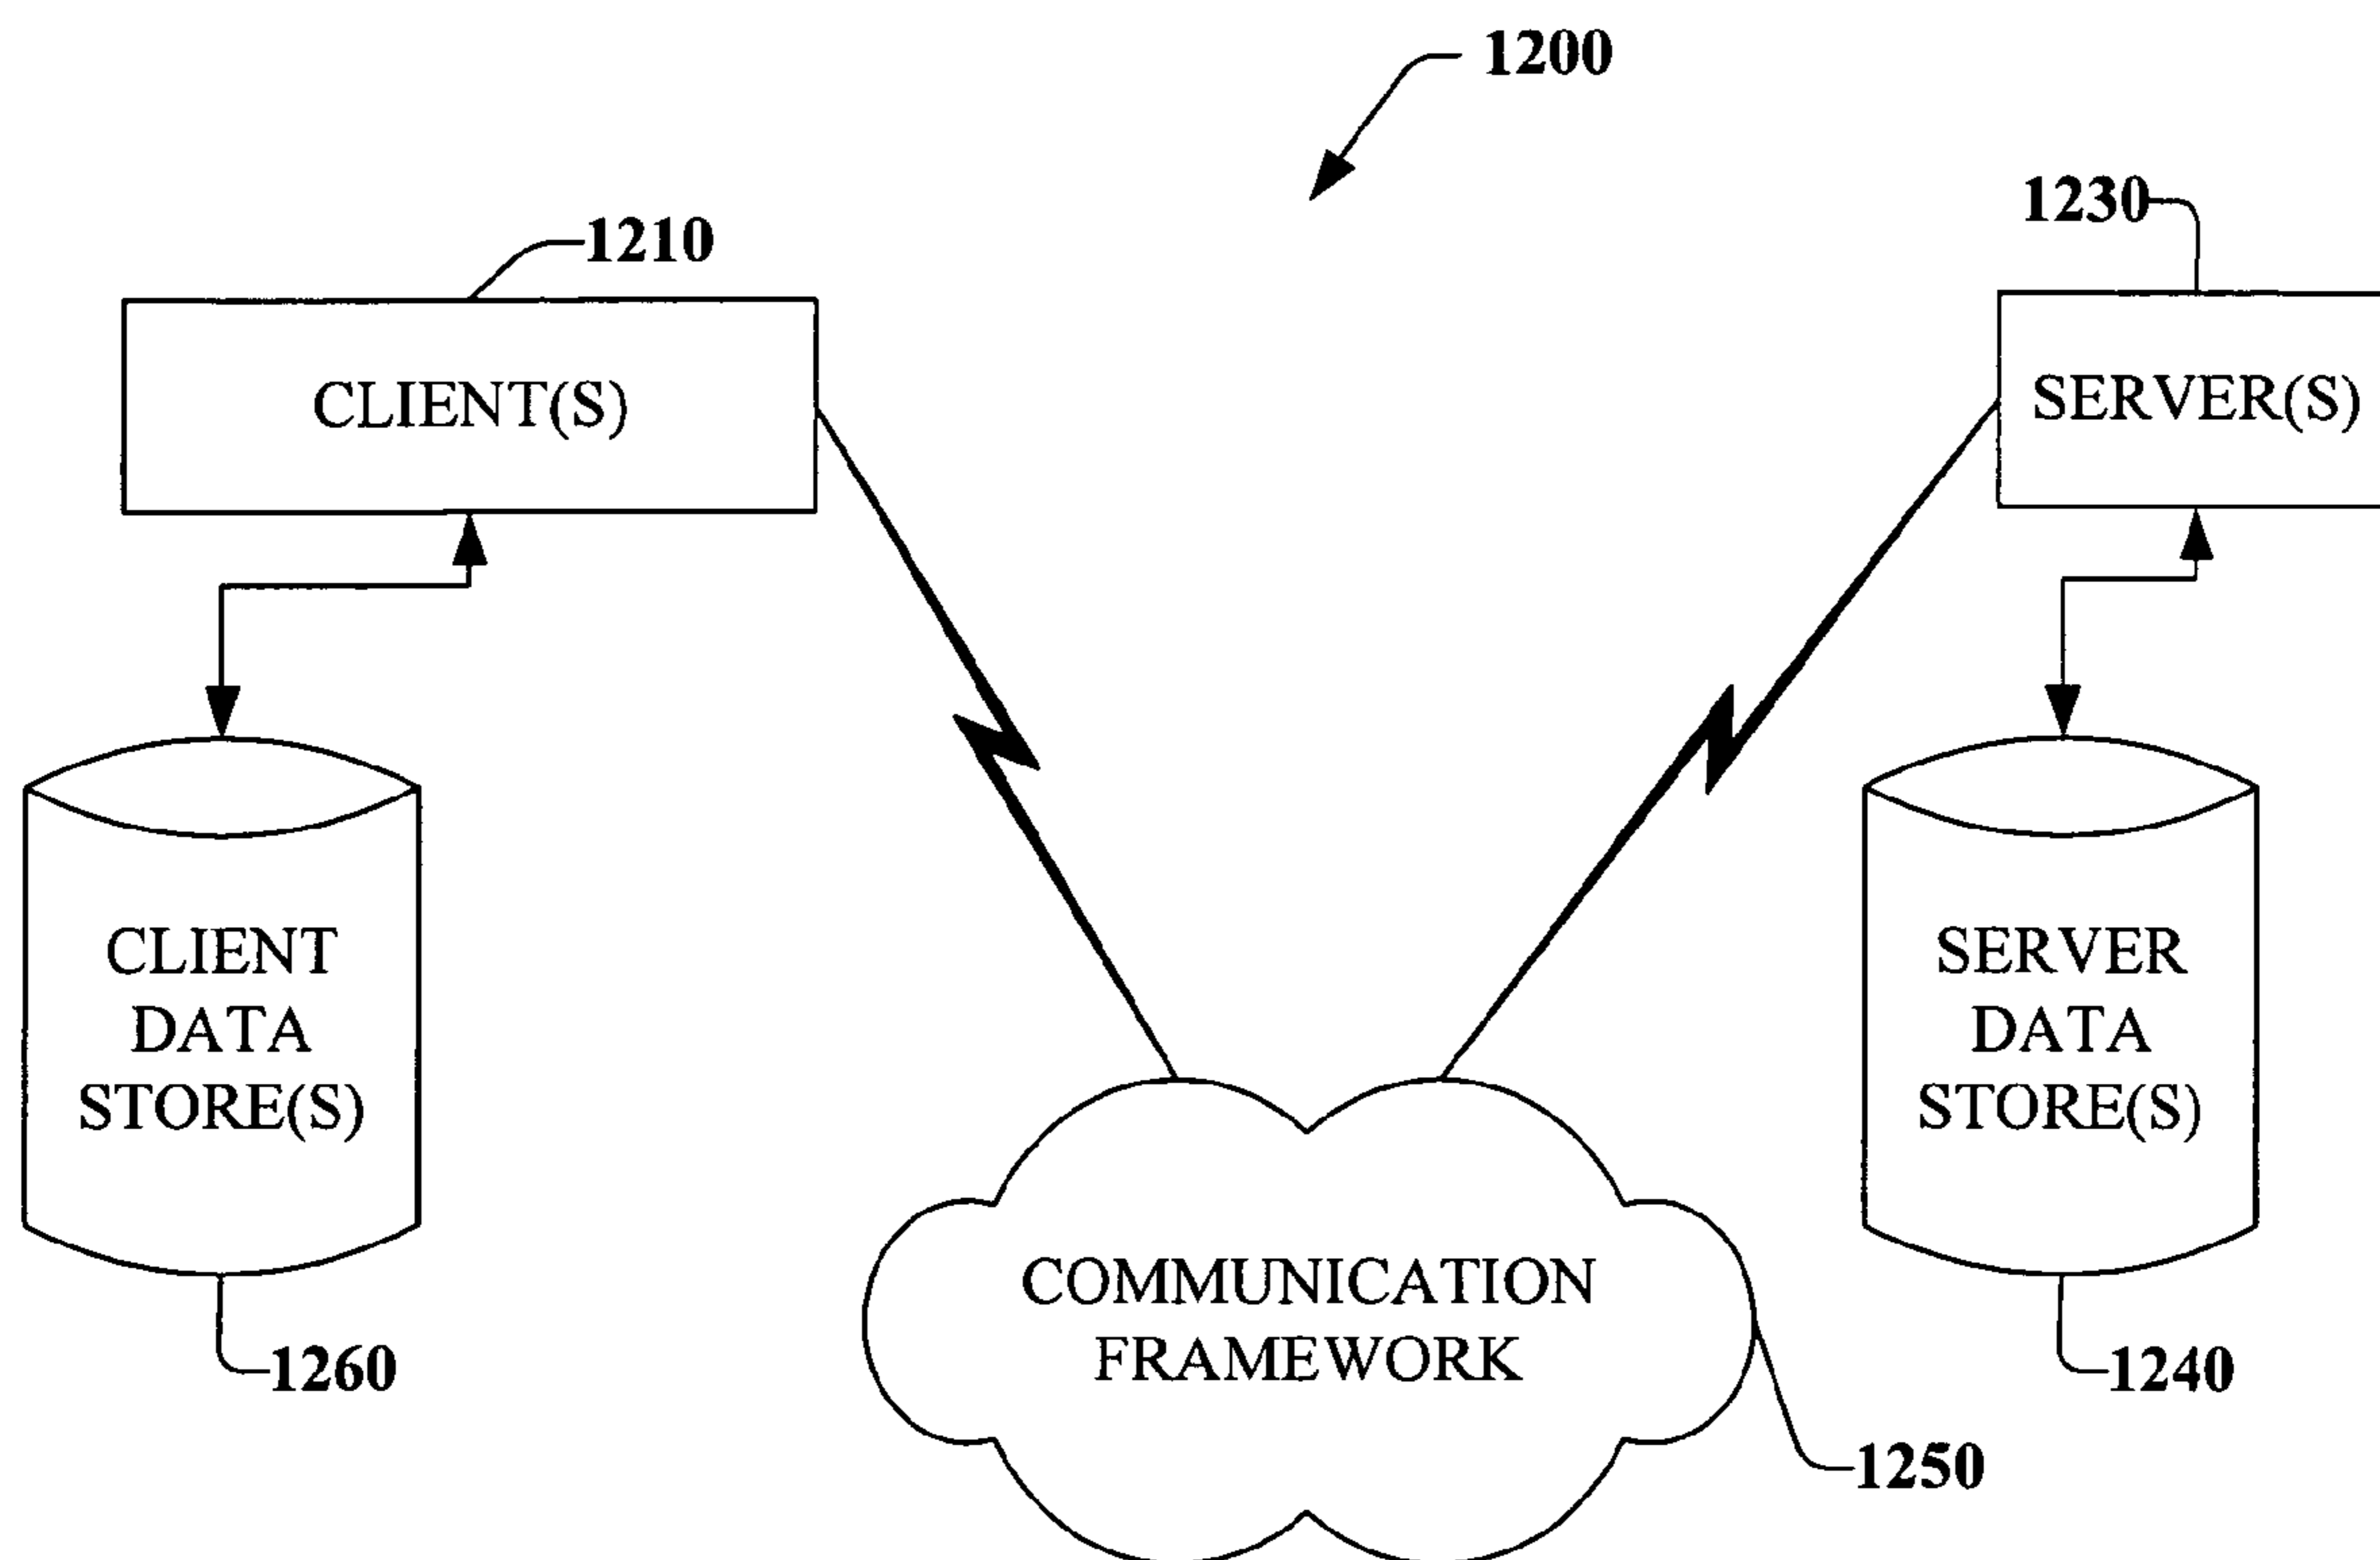 1200
1230
1210
CLIENT(S)
SERVER(S)
CLIENT
DATA
STORE(S)
SERVER
DATA
STORE(S)
COMMUNICATION
FRAMEWORK
1260
1240
1250